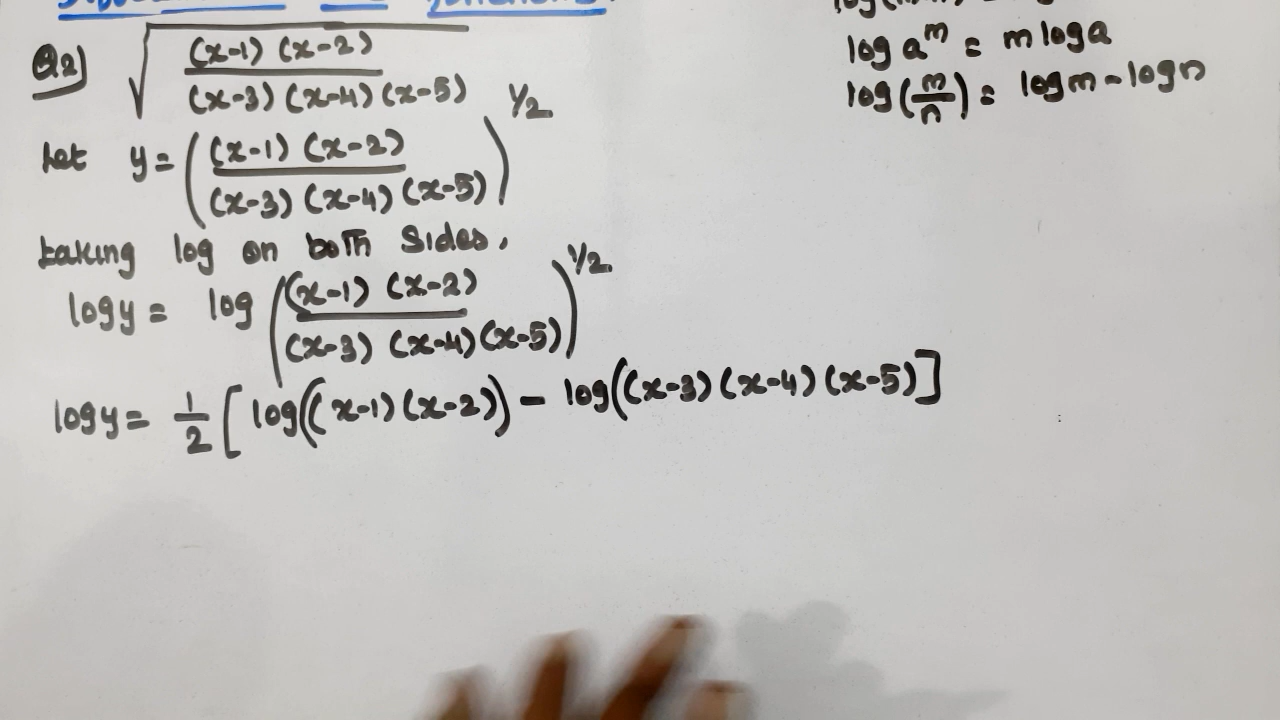 Q2) √((x-1) (x-2) / (x-3) (x-4) (x-5))
Let y = ((x-1) (x-2) / (x-3) (x-4) (x-5))^1/2
taking log on both sides,
log y = log ((x-1) (x-2) / (x-3) (x-4) (x-5))^1/2
log y = 1/2 [log((x-1) (x-2)) - log((x-3) (x-4) (x-5)]
log a^m = m log a
log (m/n) = log m - log n